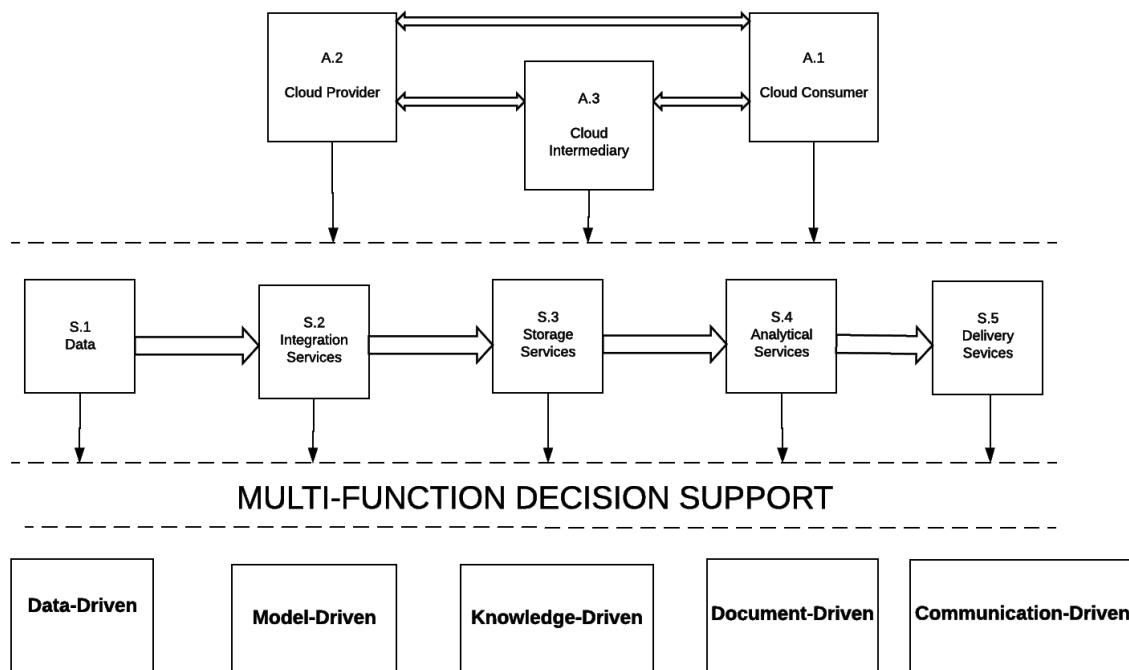 A.2
Cloud Provider
A.3
Cloud
Intermediary
A.1
Cloud Consumer
S.1
Data
S.2
Integration
Services
S.3
Storage
Services
S.4
Analytical
Services
S.5
Delivery
Sevices
MULTI-FUNCTION DECISION SUPPORT
Data-Driven
Model-Driven
Knowledge-Driven
Document-Driven
Communication-Driven